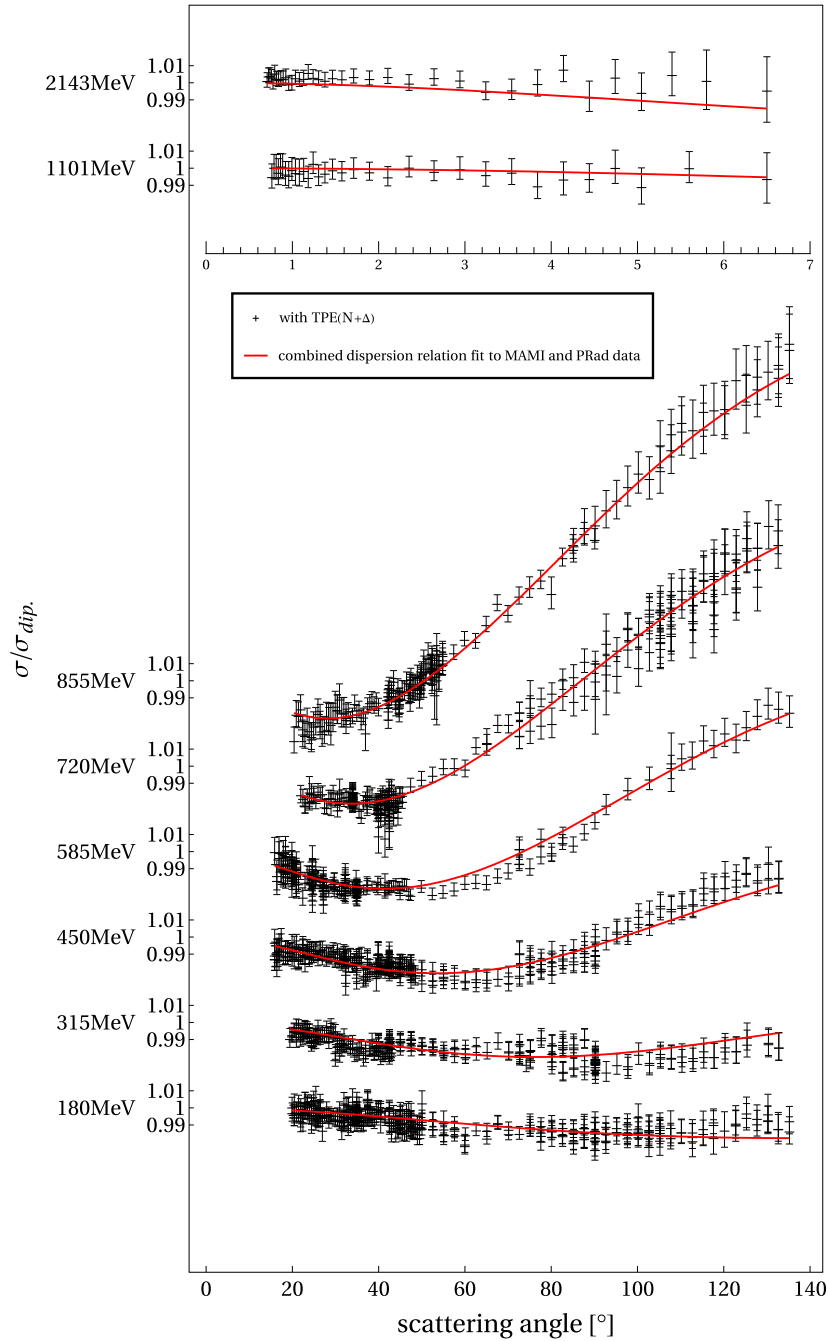 1.01
2143MeV 1
0.99
1.01
1101MeV 1
0.99
0 1 2 3 4 5 6 7
with TPE(N+Δ)
combined dispersion relation fit to MAMI and PRad data
σ/σdip.
1.01
855MeV 1
0.99
1.01
720MeV 1
0.99
1.01
585MeV 1
0.99
1.01
450MeV 1
0.99
1.01
315MeV 1
0.99
1.01
180MeV 1
0.99
0 20 40 60 80 100 120 140
scattering angle [°]